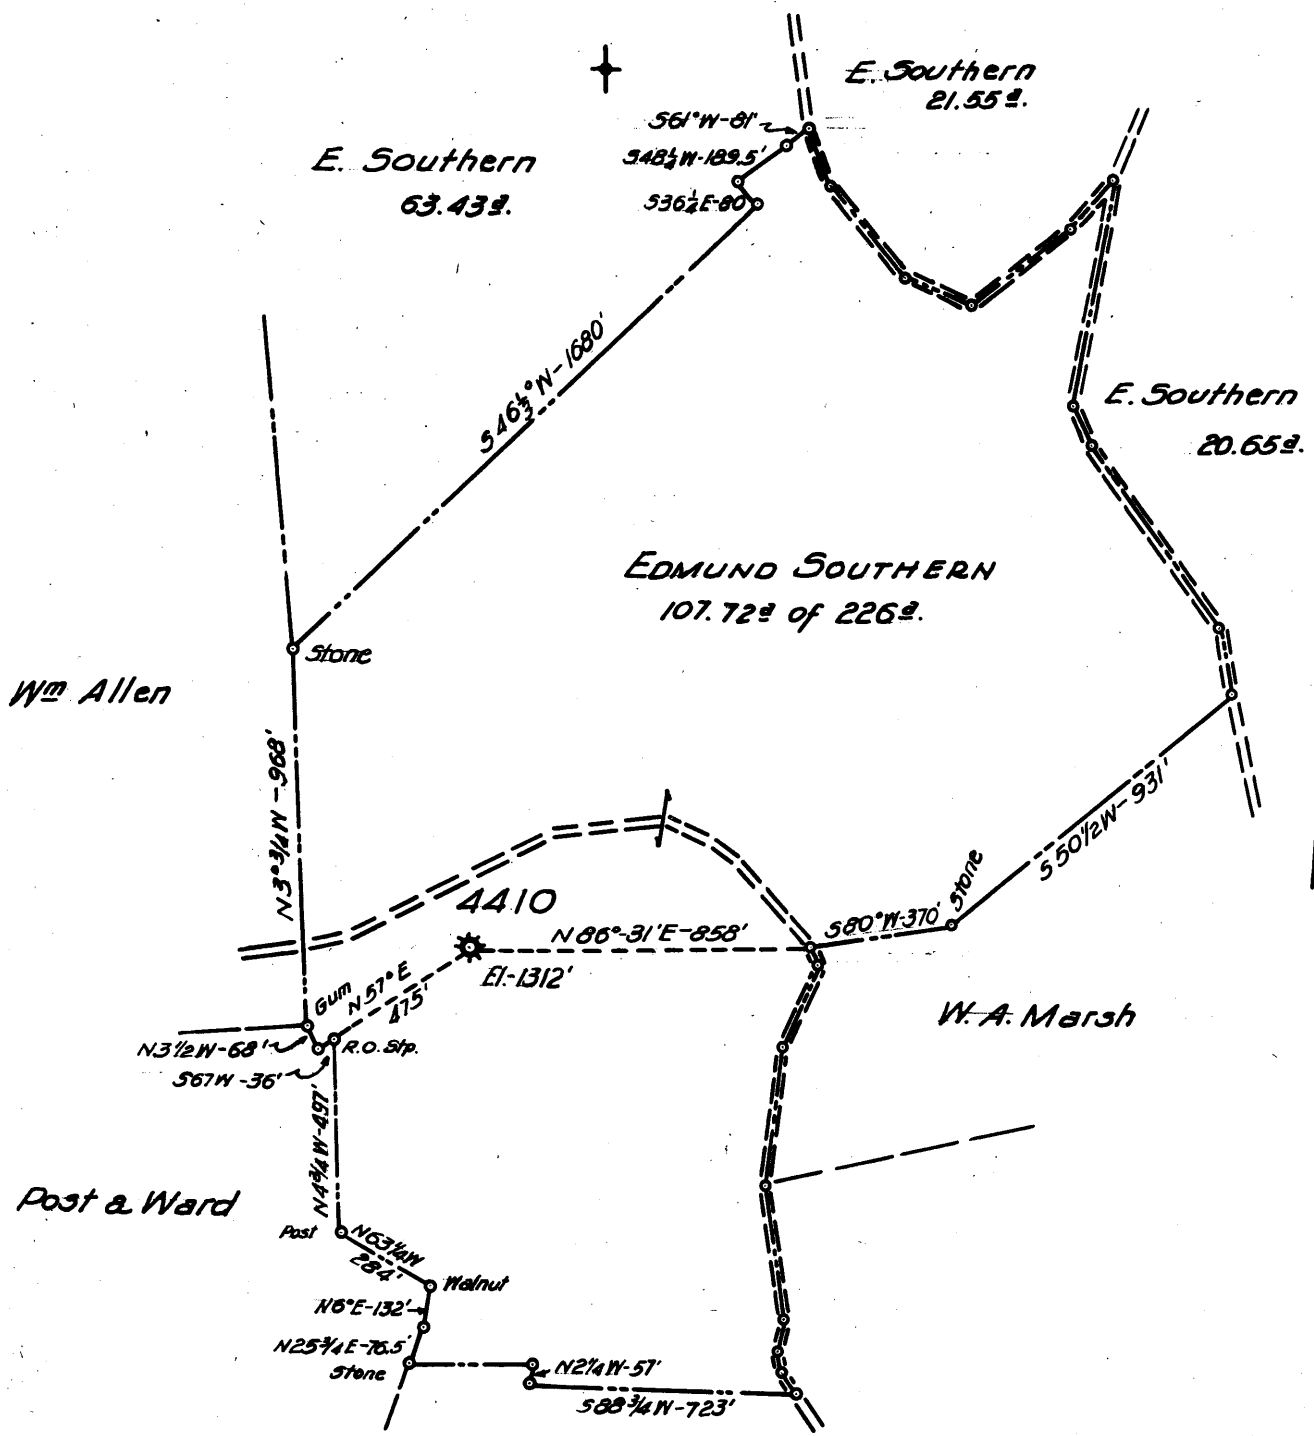 E. Southern
21.55 a.
S61°W-81'
S48¼W-189.5'
S36½E-80
E. Southern
63.43 a.
S46⅓°W-1680'
E. Southern
20.65 a.
EDMUND SOUTHERN
107.72 a of 226 a.
Stone
Wm Allen
N3°¾W-968'
S50½W-931'
Stone
4410
S80°W-370'
N86°-31'E-858'
El.-1312'
N57°E
475'
Gum
W. A. Marsh
N3½W-68'
R.O. Stp.
S67W-36'
N4¾W-497'
Post & Ward
Post
N63¼W
284'
Walnut
N6°E-132'
N25¾E-76.5'
Stone
N2¼W-57'
S88¾W-723'